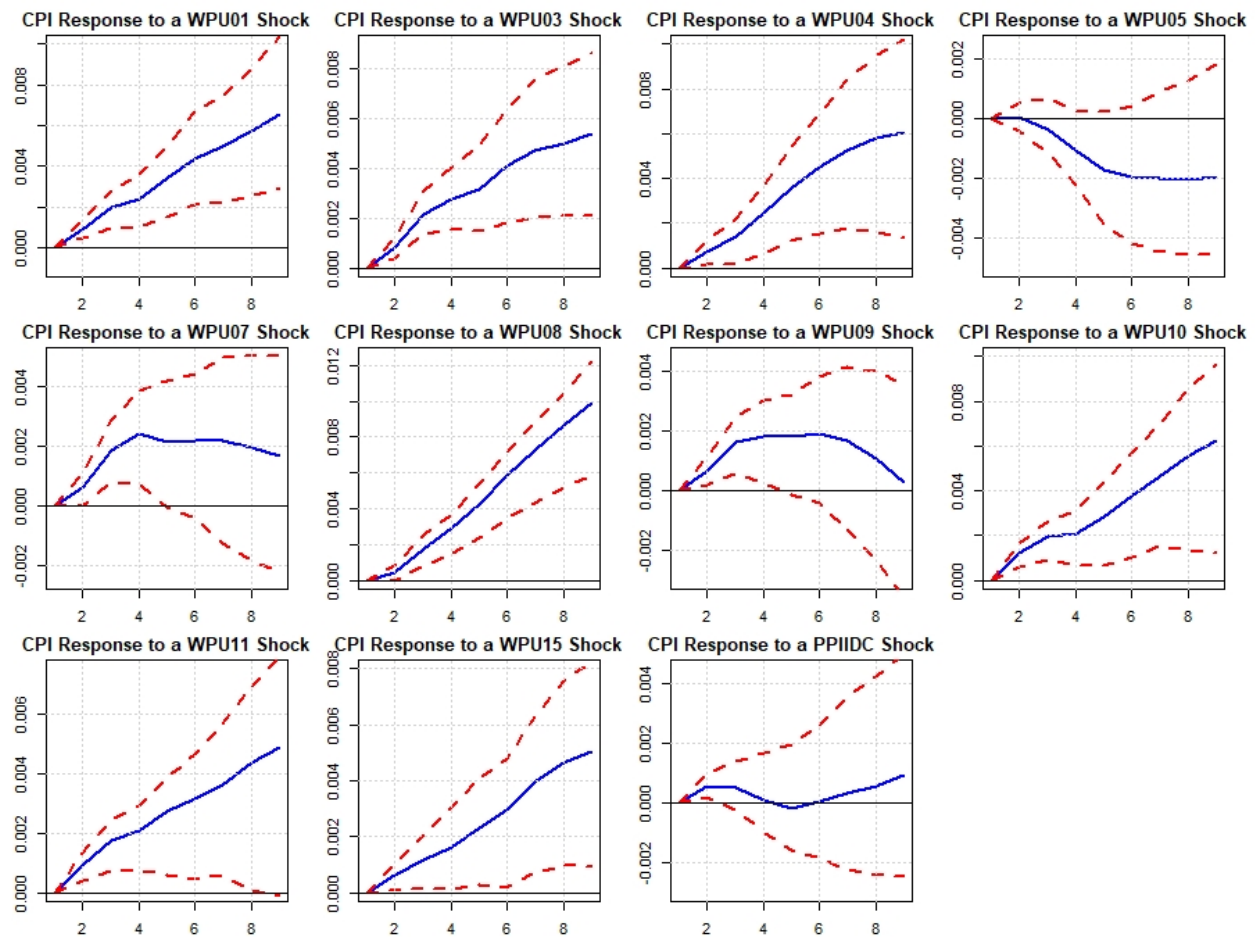 CPI Response to a WPU01 Shock
0.008
0.004
0.000
2 4 6 8
CPI Response to a WPU03 Shock
0.008
0.006
0.004
0.002
0.000
2 4 6 8
CPI Response to a WPU04 Shock
0.008
0.004
0.000
2 4 6 8
CPI Response to a WPU05 Shock
0.002
0.000
-0.002
-0.004
2 4 6 8
CPI Response to a WPU07 Shock
0.004
0.002
0.000
-0.002
2 4 6 8
CPI Response to a WPU08 Shock
0.012
0.008
0.004
0.000
2 4 6 8
CPI Response to a WPU09 Shock
0.004
0.002
0.000
-0.002
2 4 6 8
CPI Response to a WPU10 Shock
0.008
0.004
0.000
2 4 6 8
CPI Response to a WPU11 Shock
0.006
0.004
0.002
0.000
2 4 6 8
CPI Response to a WPU15 Shock
0.008
0.006
0.004
0.002
0.000
2 4 6 8
CPI Response to a PPIIDC Shock
0.004
0.002
0.000
-0.002
2 4 6 8